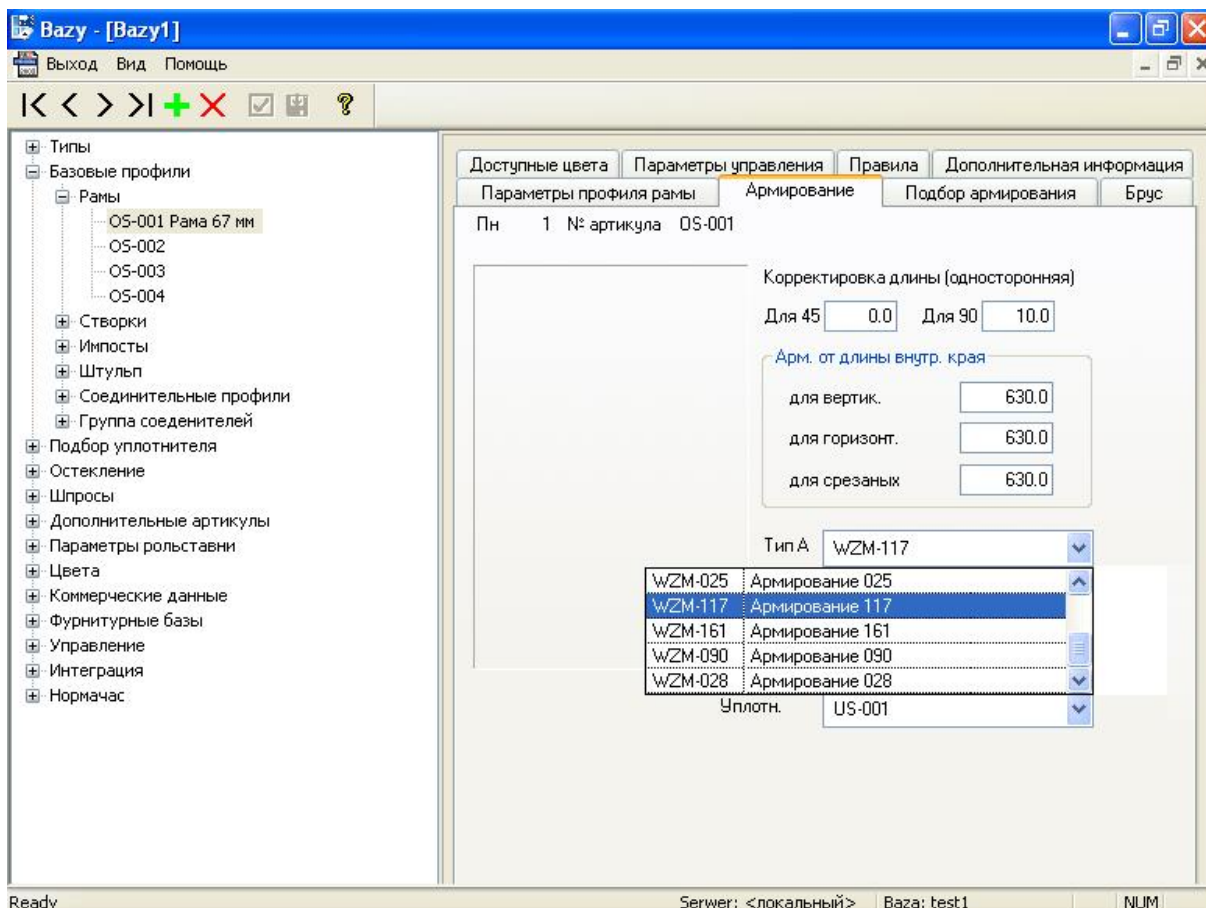 Bazy - [Bazy1]
Выход Вид Помощь
Типы
Базовые профили
Рамы
OS-001 Рама 67 мм
OS-002
OS-003
OS-004
Створки
Импосты
Штульп
Соединительные профили
Группа соеденителей
Подбор уплотнителя
Остекление
Шпросы
Дополнительные артикулы
Параметры рольставни
Цвета
Коммерческие данные
Фурнитурные базы
Управление
Интеграция
Нормачас
Доступные цвета Параметры управления Правила Дополнительная информация
Параметры профиля рамы Армирование Подбор армирования Брус
Пн 1 № артикула OS-001
Корректировка длины (односторонняя)
Для 45 0.0 Для 90 10.0
Арм. от длины внутр. края
для вертик. 630.0
для горизонт. 630.0
для срезаных 630.0
Тип А WZM-117
WZM-025 Армирование 025
WZM-117 Армирование 117
WZM-161 Армирование 161
WZM-090 Армирование 090
WZM-028 Армирование 028
Уплотн. US-001
Ready Serwer: <локальный> Baza: test1 NUM